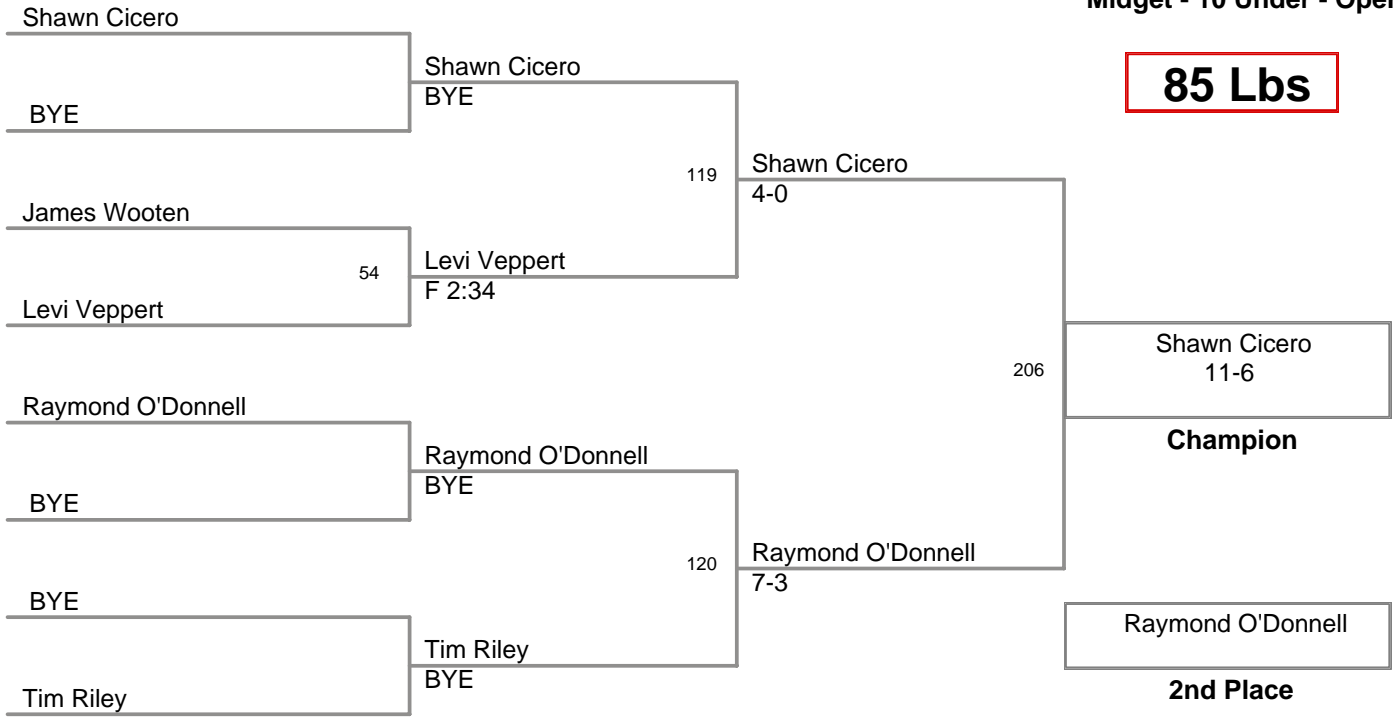 Midget - 10 Under - Oper
85 Lbs
Shawn Cicero
BYE
James Wooten
54
Levi Veppert
Raymond O'Donnell
BYE
BYE
Tim Riley
Shawn Cicero
BYE
119
Levi Veppert
F 2:34
Raymond O'Donnell
BYE
120
Tim Riley
BYE
Shawn Cicero
4-0
206
Raymond O'Donnell
7-3
Shawn Cicero
11-6
Champion
Raymond O'Donnell
2nd Place